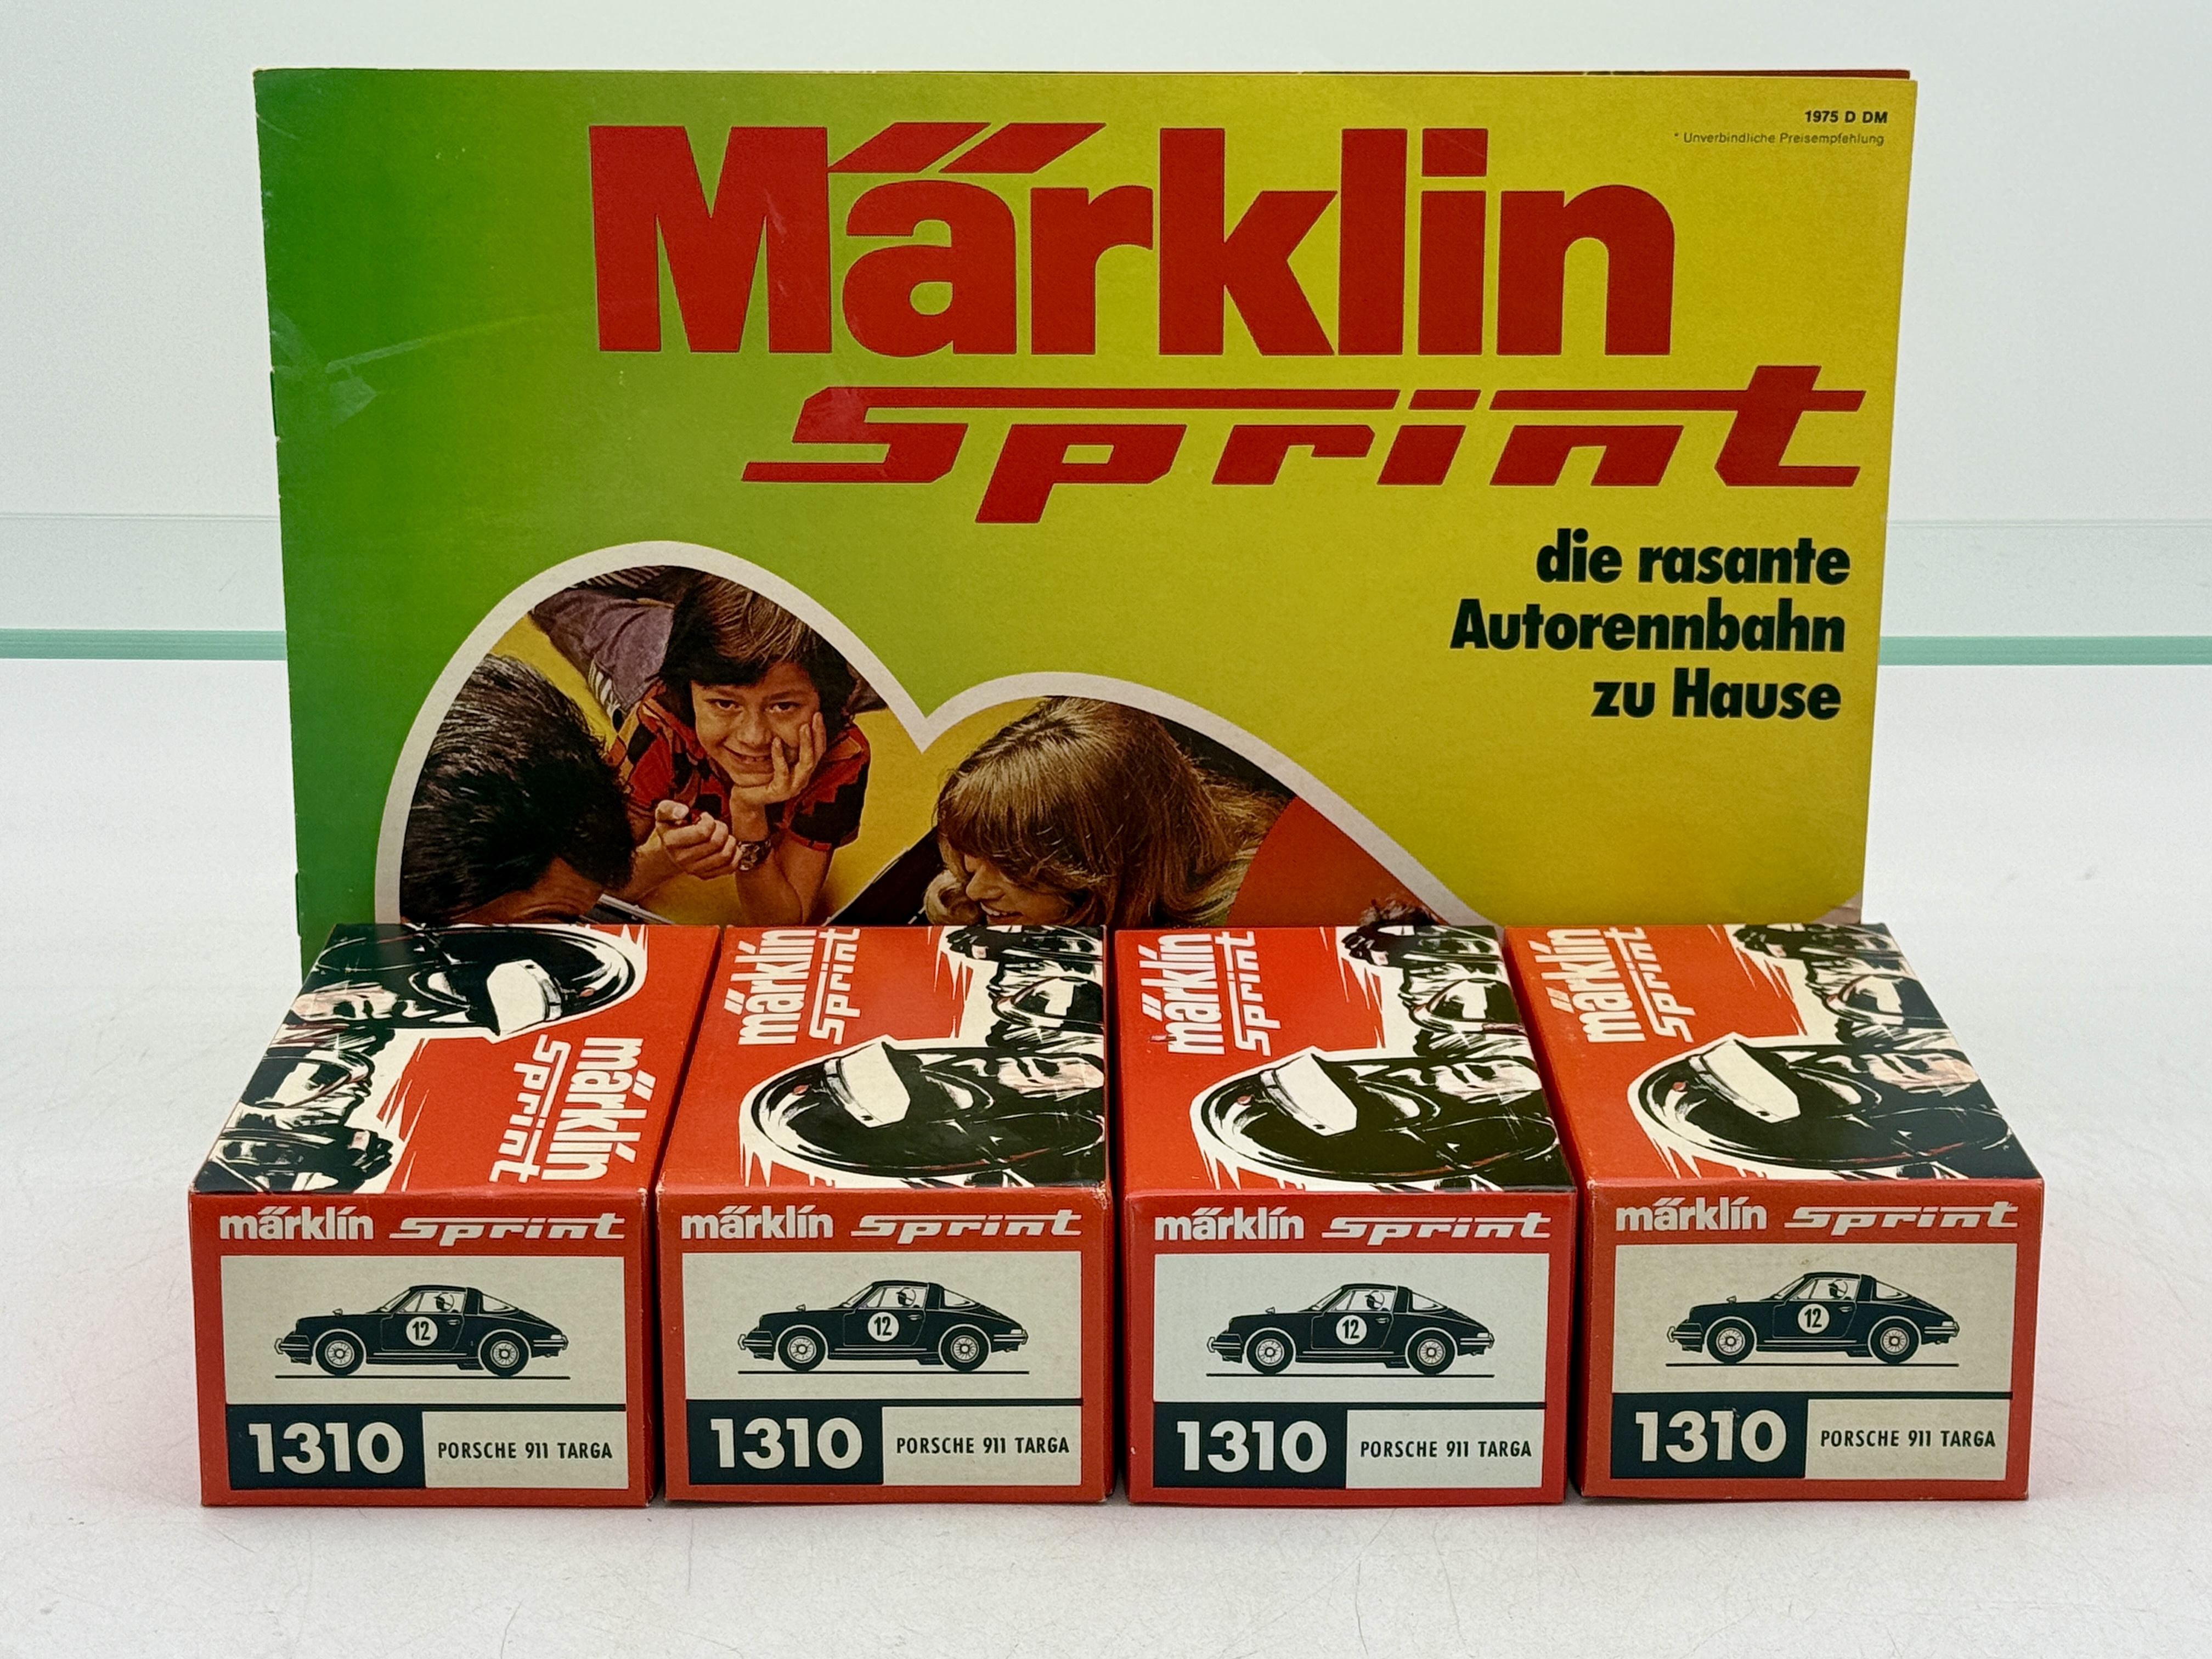 1975 D DM
* Unverbindliche Preisempfehlung
Märklin
Sprint
die rasante
Autorennbahn
zu Hause
märklin
Sprint
märklin
Sprint
märklin
Sprint
märklin
Sprint
märklin Sprint
12
1310 PORSCHE 911 TARGA
märklin Sprint
12
1310 PORSCHE 911 TARGA
märklin Sprint
12
1310 PORSCHE 911 TARGA
märklin Sprint
12
1310 PORSCHE 911 TARGA